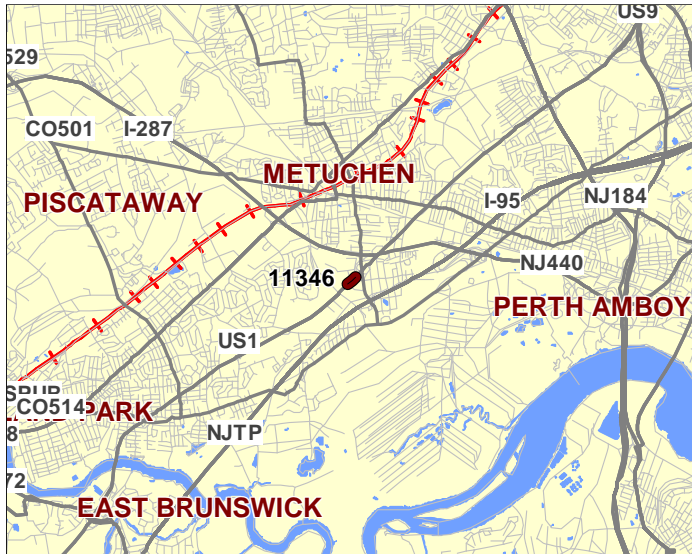 US9
529
CO501
I-287
METUCHEN
PISCATAWAY
I-95
NJ184
11346
NJ440
PERTH AMBOY
US1
CO514
PARK
NJTP
8
72
EAST BRUNSWICK